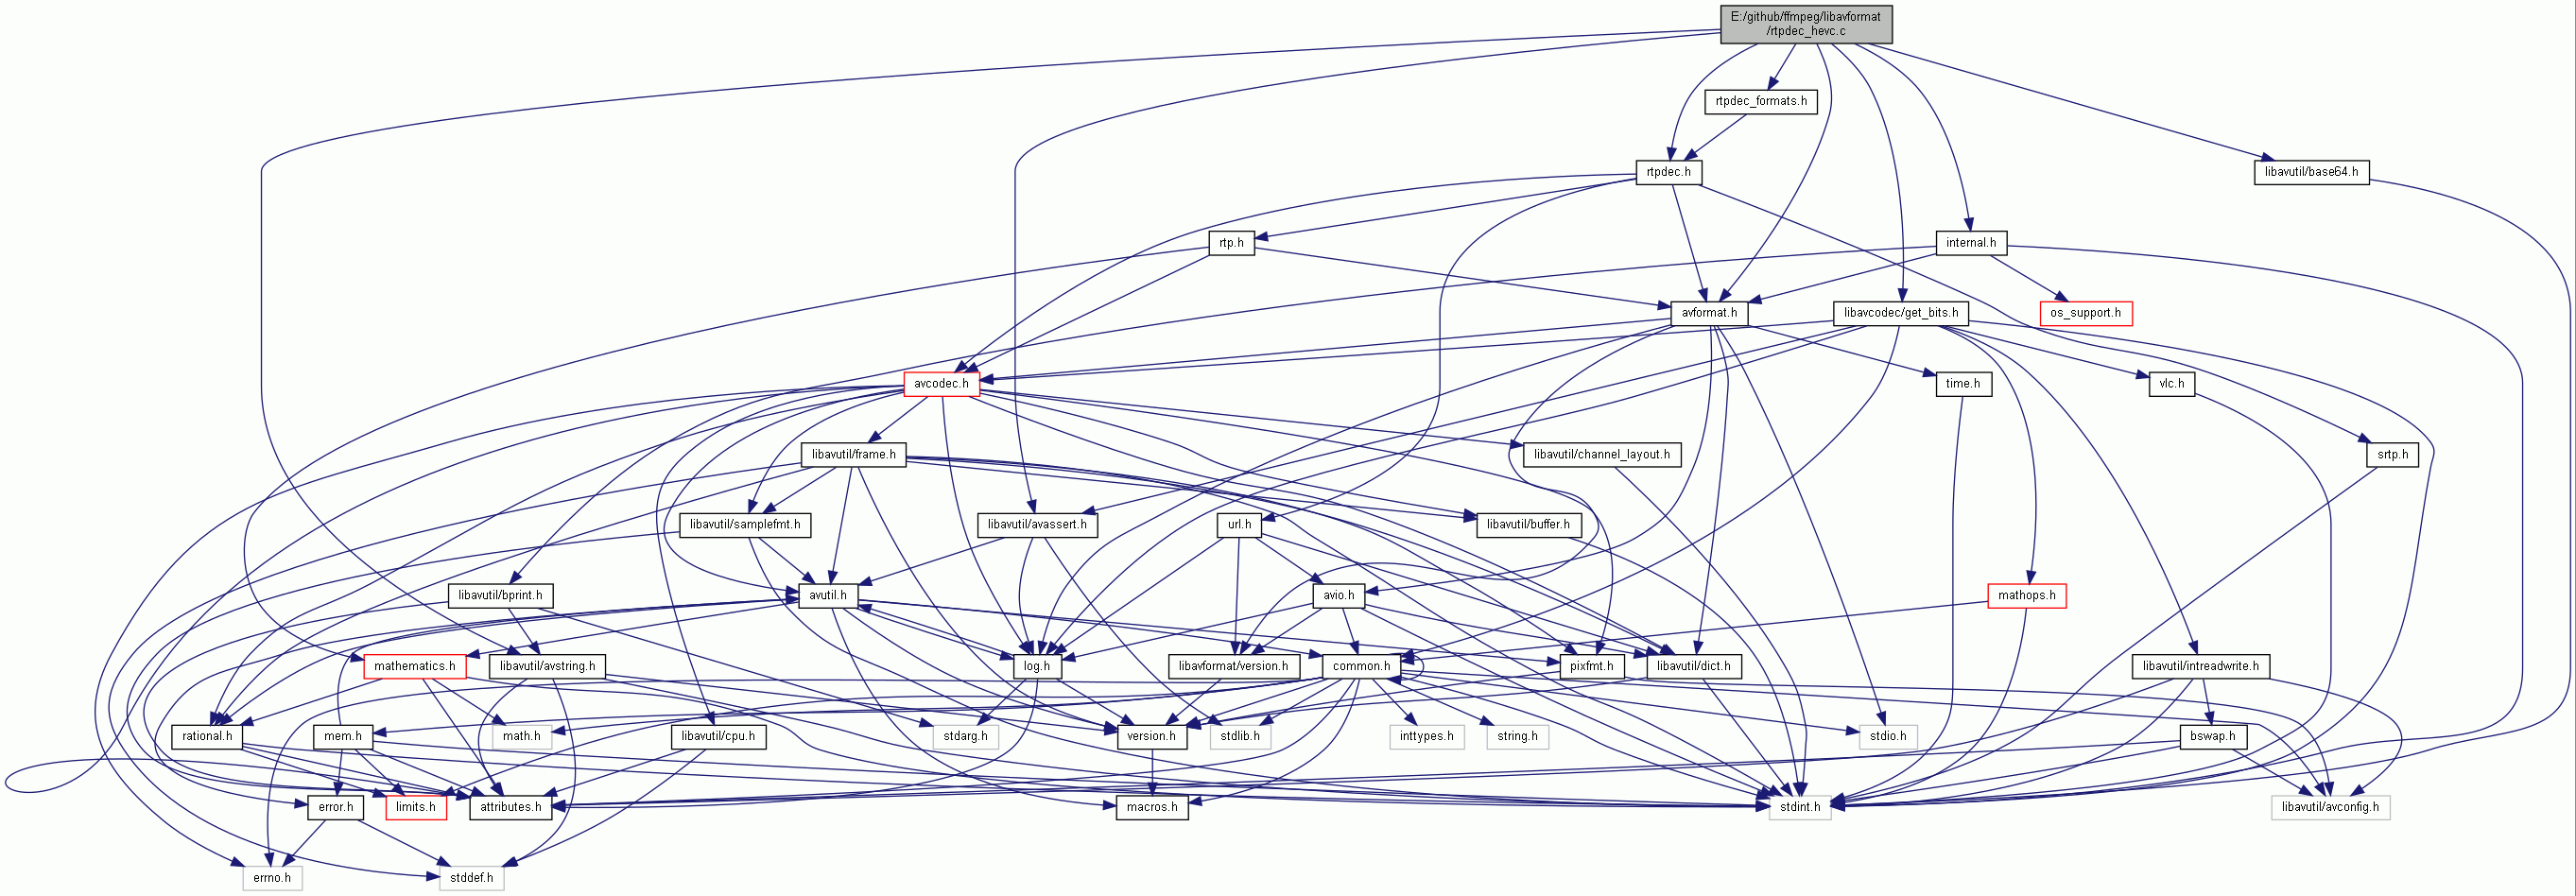 E:/github/ffmpeg/libavformat
/rtpdec_hevc.c
rtpdec_formats.h
rtpdec.h
libavutil/base64.h
rtp.h
internal.h
avformat.h
libavcodec/get_bits.h
os_support.h
avcodec.h
time.h
vlc.h
libavutil/frame.h
libavutil/channel_layout.h
srtp.h
libavutil/samplefmt.h
libavutil/avassert.h
url.h
libavutil/buffer.h
libavutil/bprint.h
avutil.h
avio.h
mathops.h
mathematics.h
libavutil/avstring.h
log.h
libavformat/version.h
common.h
pixfmt.h
libavutil/dict.h
libavutil/intreadwrite.h
rational.h
mem.h
math.h
libavutil/cpu.h
stdarg.h
version.h
stdlib.h
inttypes.h
string.h
stdio.h
bswap.h
error.h
limits.h
attributes.h
macros.h
stdint.h
libavutil/avconfig.h
errno.h
stddef.h